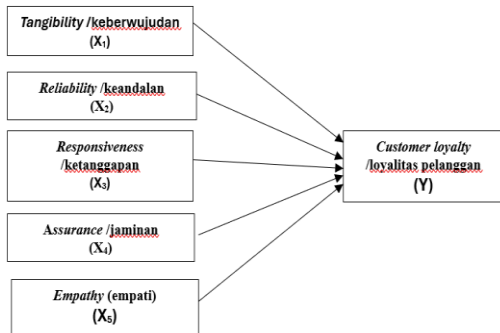 Tangibility /keberwujudan
(X₁)
Reliability /keandalan
(X₂)
Responsiveness
/ketanggapan
(X₃)
Assurance /jaminan
(X₄)
Empathy (empati)
(X₅)
Customer loyalty
/loyalitas pelanggan
(Y)